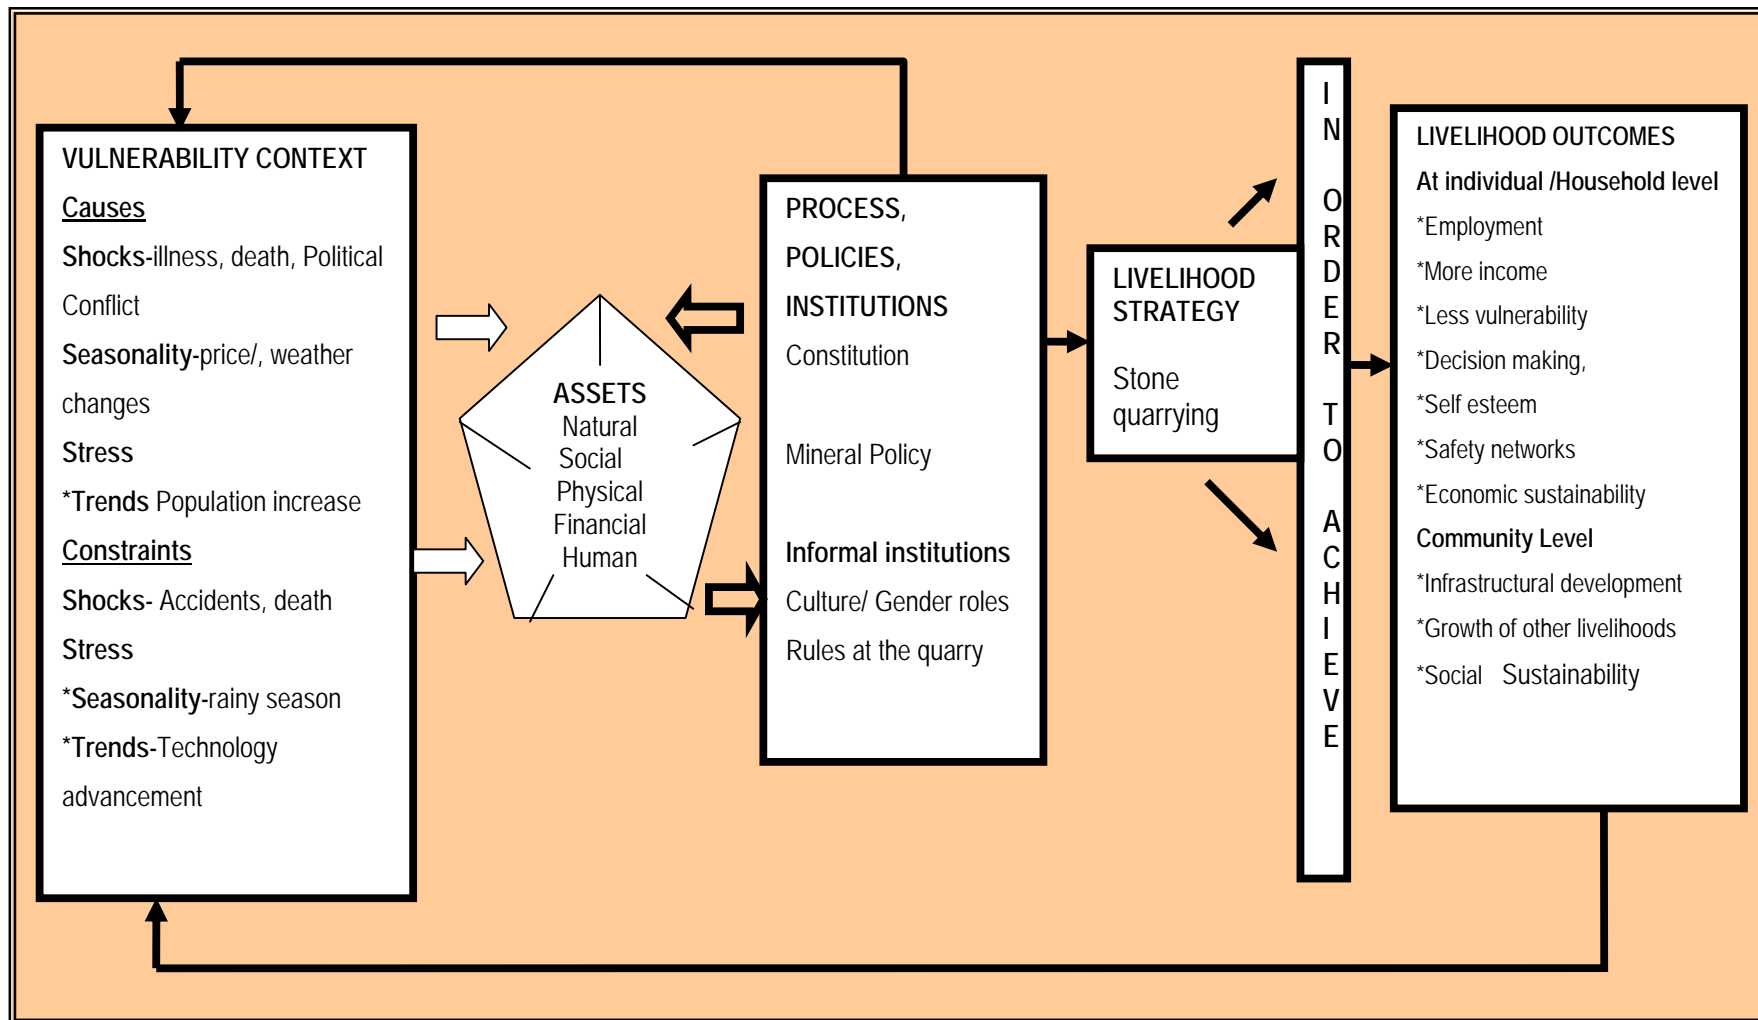 VULNERABILITY CONTEXT
Causes
Shocks-illness, death, Political
Conflict
Seasonality-price/, weather
changes
Stress
*Trends Population increase
Constraints
Shocks- Accidents, death
Stress
*Seasonality-rainy season
*Trends-Technology
advancement
ASSETS
Natural
Social
Physical
Financial
Human
PROCESS,
POLICIES,
INSTITUTIONS
Constitution
Mineral Policy
Informal institutions
Culture/ Gender roles
Rules at the quarry
LIVELIHOOD
STRATEGY
Stone
quarrying
IN ORDER TO ACHIEVE
LIVELIHOOD OUTCOMES
At individual /Household level
*Employment
*More income
*Less vulnerability
*Decision making,
*Self esteem
*Safety networks
*Economic sustainability
Community Level
*Infrastructural development
*Growth of other livelihoods
*Social Sustainability